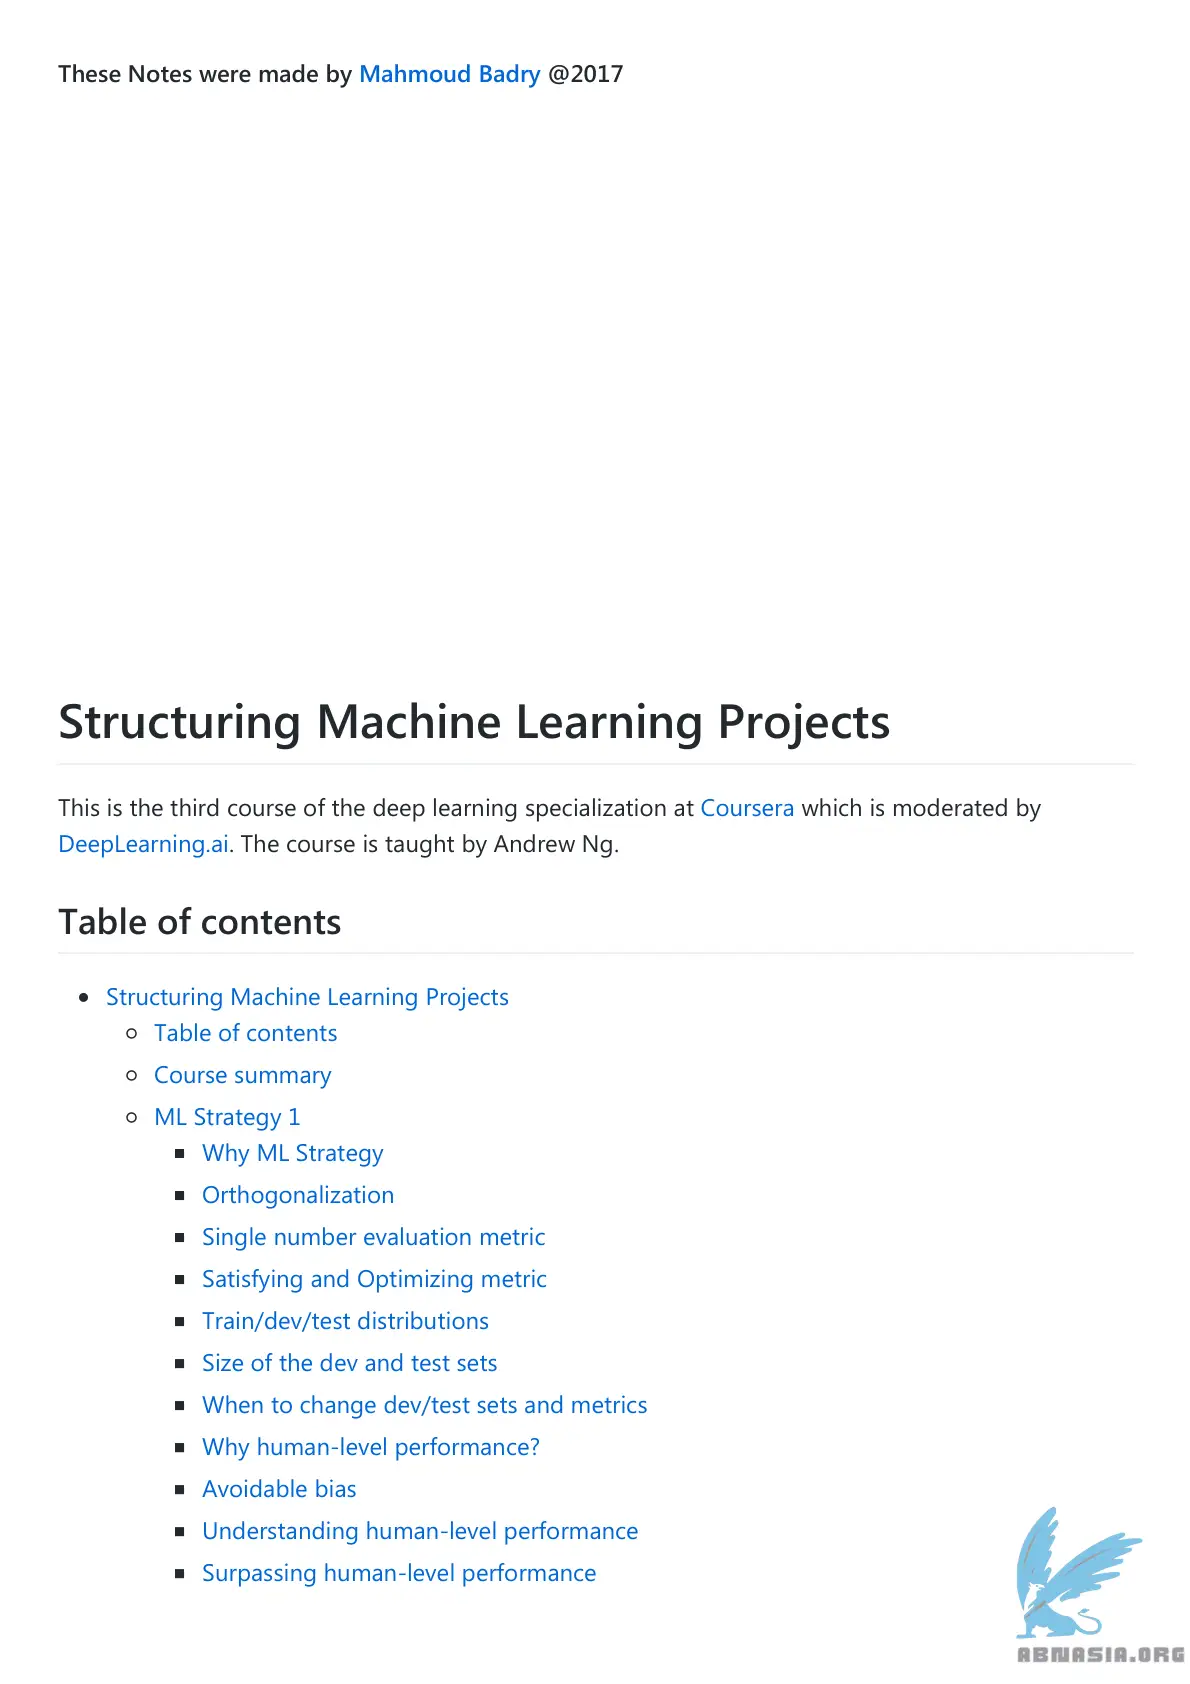 These Notes were made by Mahmoud Badry @2017
Structuring Machine Learning Projects
This is the third course of the deep learning specialization at Coursera which is moderated by
DeepLearning.ai. The course is taught by Andrew Ng.
Table of contents
Structuring Machine Learning Projects
Table of contents
Course summary
ML Strategy 1
Why ML Strategy
Orthogonalization
Single number evaluation metric
Satisfying and Optimizing metric
Train/dev/test distributions
Size of the dev and test sets
When to change dev/test sets and metrics
Why human-level performance?
Avoidable bias
Understanding human-level performance
Surpassing human-level performance
ABNASIA.ORG